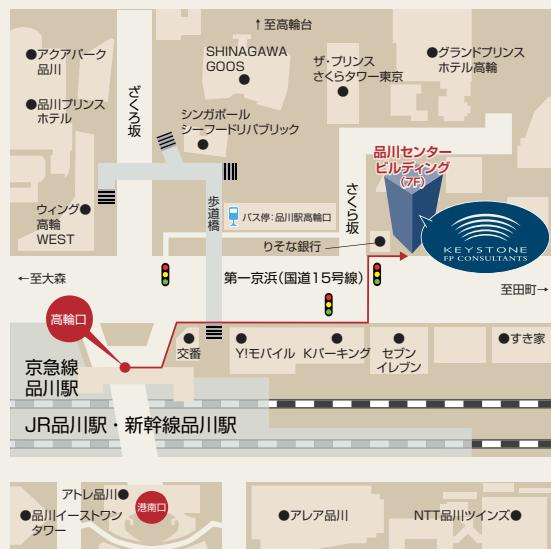 ↑至高輪台
アクアパーク
品川
SHINAGAWA
GOOS
ザ・プリンス
さくらタワー東京
グランドプリンス
ホテル高輪
品川プリンス
ホテル
ざくろ坂
シンガポール
シーフードリパブリック
品川センター
ビルディング
(7F)
さくら坂
歩道橋
バス停:品川駅高輪口
ウィング
高輪
WEST
りそな銀行
KEYSTONE
FP CONSULTANTS
←至大森
第一京浜(国道15号線)
至田町→
高輪口
交番
Y!モバイル
Kパーキング
セブン
イレブン
すき家
京急線
品川駅
JR品川駅・新幹線品川駅
アトレ品川
港南口
品川イーストワン
タワー
アレア品川
NTT品川ツインズ